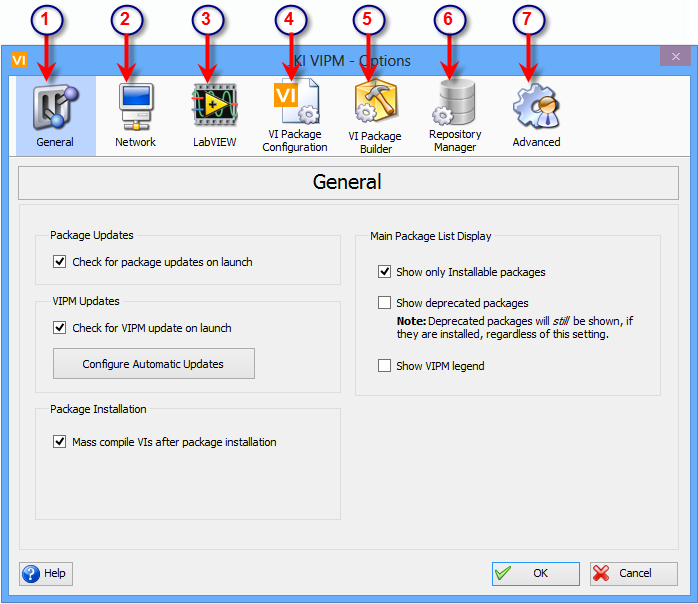 1 2 3 4 5 6 7
VI
JKI VIPM - Options
VI
General
Network
LabVIEW
VI Package
Configuration
VI Package
Builder
Repository
Manager
Advanced
General
Package Updates
Check for package updates on launch
VIPM Updates
Check for VIPM update on launch
Configure Automatic Updates
Package Installation
Mass compile VIs after package installation
Main Package List Display
Show only Installable packages
Show deprecated packages
Note: Deprecated packages will still be shown, if
they are installed, regardless of this setting.
Show VIPM legend
Help
OK
Cancel